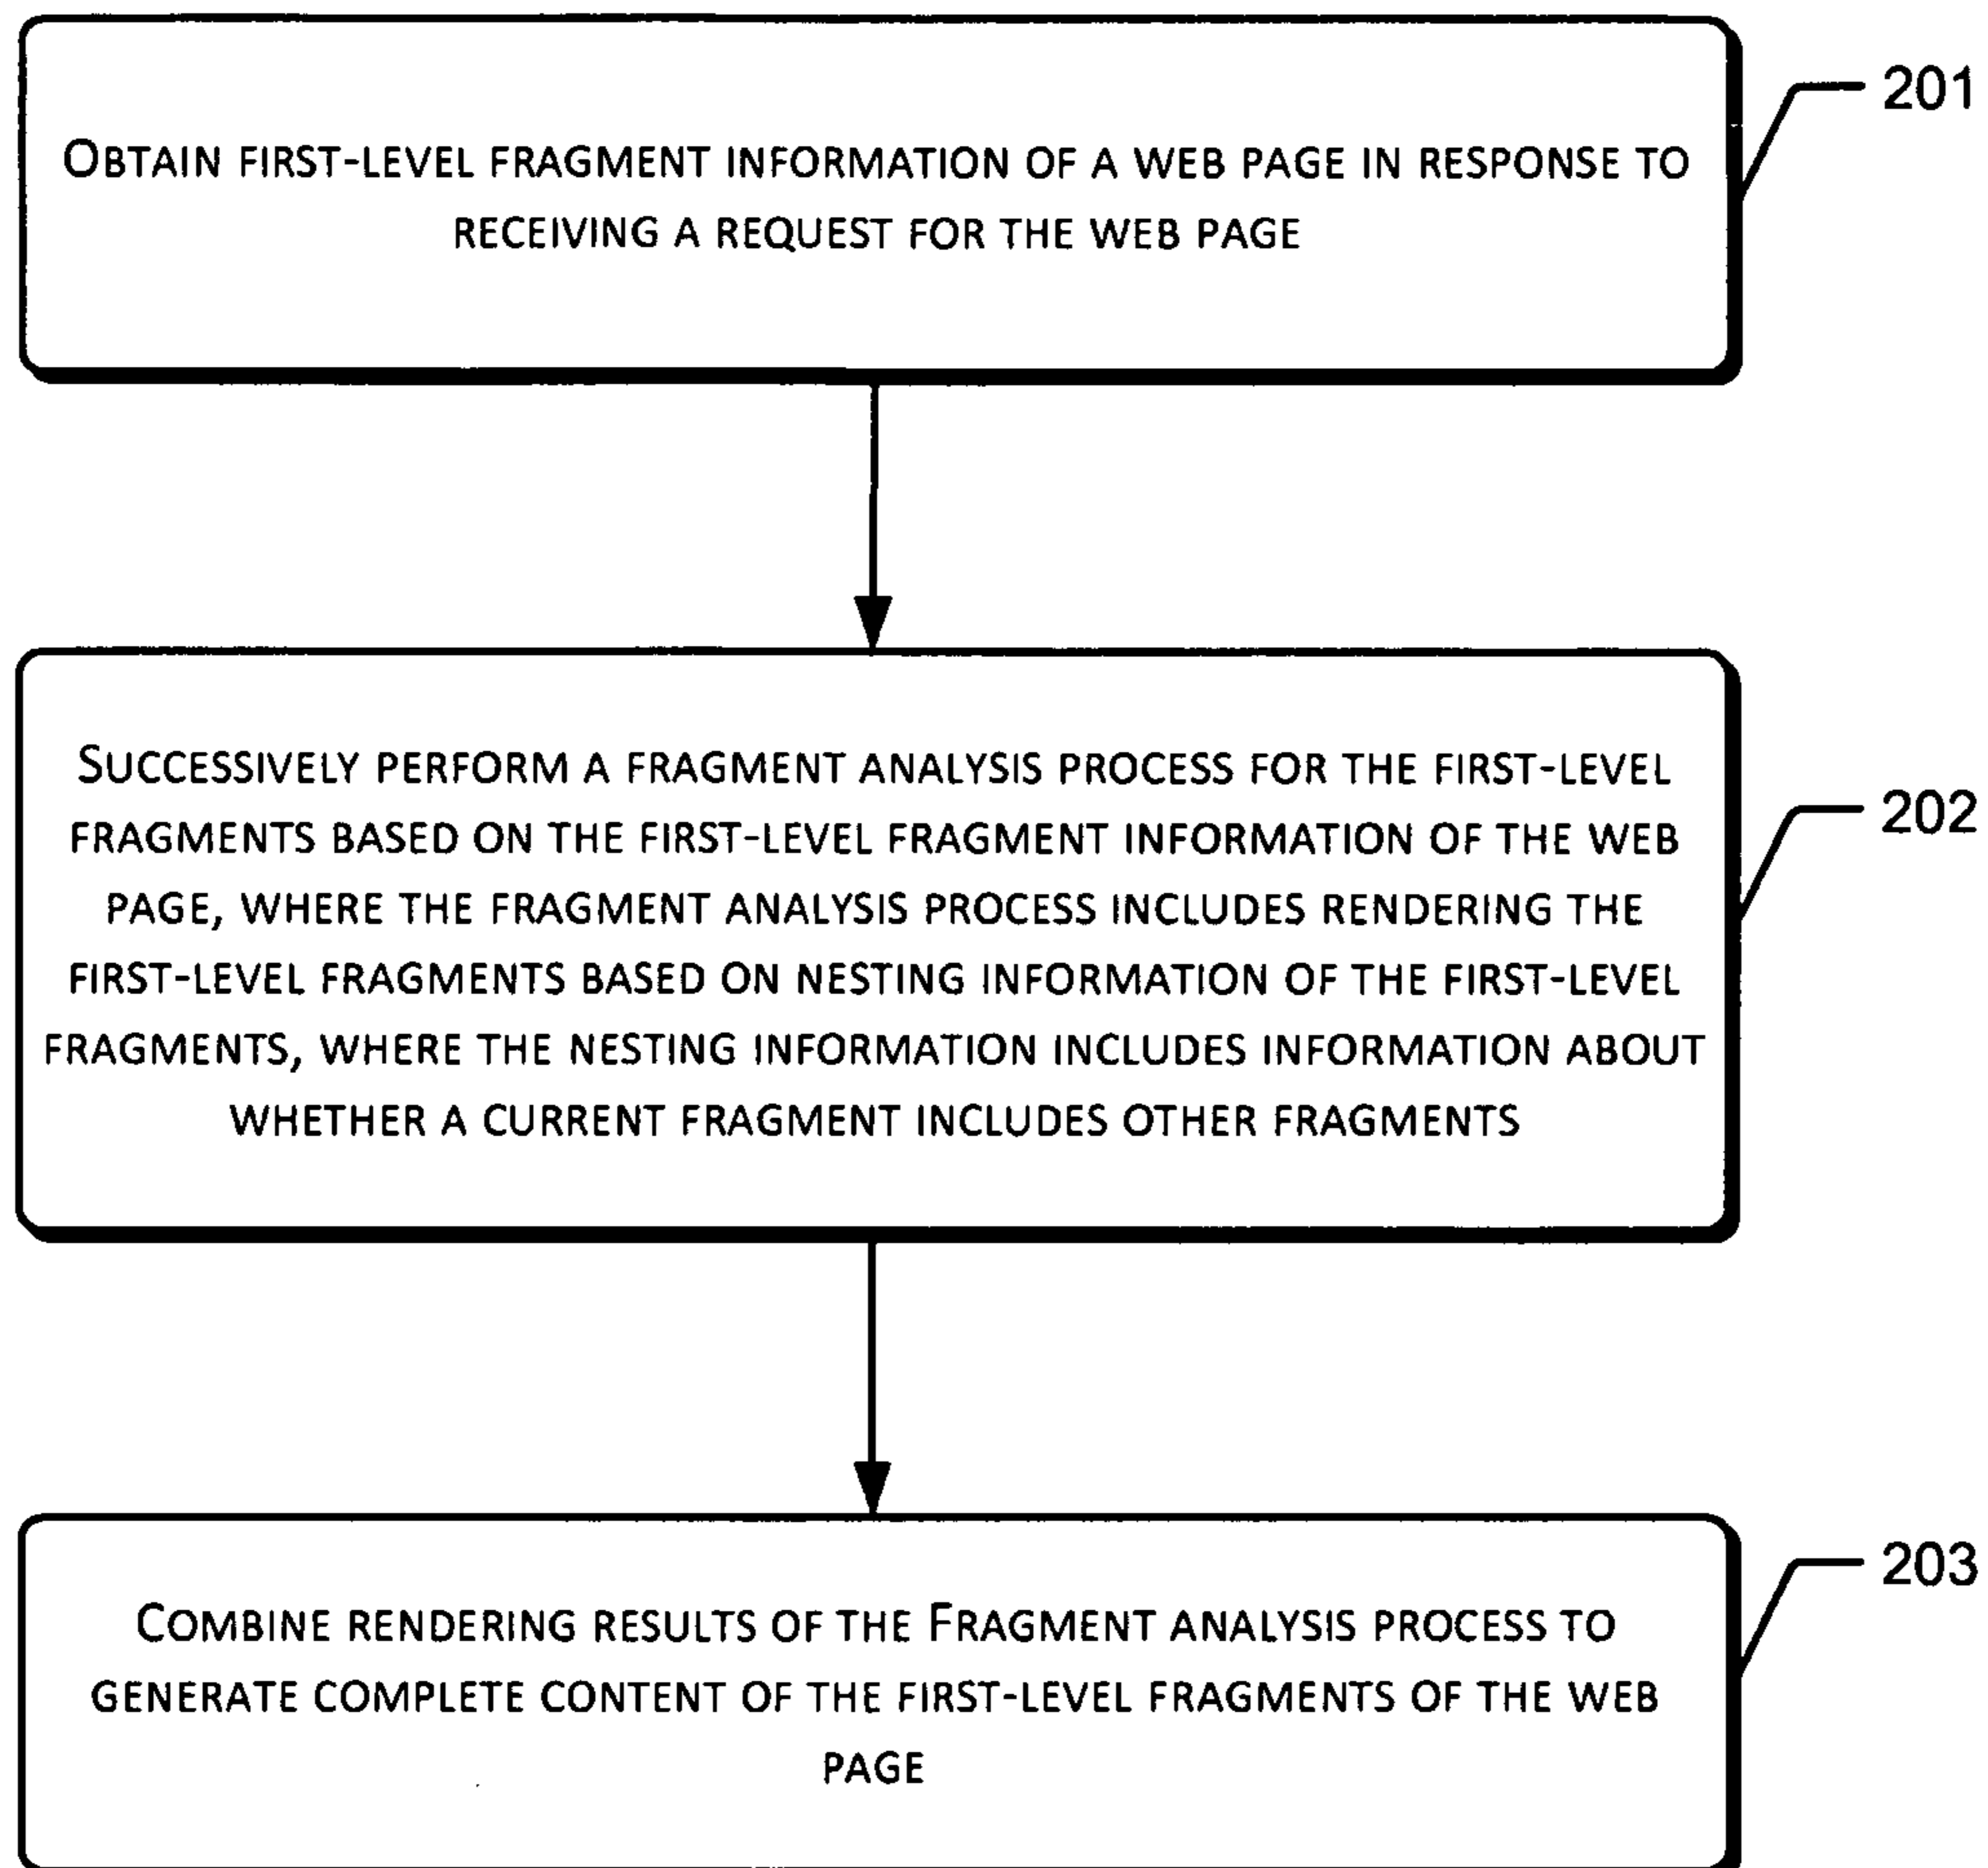 OBTAIN FIRST-LEVEL FRAGMENT INFORMATION OF A WEB PAGE IN RESPONSE TO
RECEIVING A REQUEST FOR THE WEB PAGE
201
SUCCESSIVELY PERFORM A FRAGMENT ANALYSIS PROCESS FOR THE FIRST-LEVEL
FRAGMENTS BASED ON THE FIRST-LEVEL FRAGMENT INFORMATION OF THE WEB
PAGE, WHERE THE FRAGMENT ANALYSIS PROCESS INCLUDES RENDERING THE
FIRST-LEVEL FRAGMENTS BASED ON NESTING INFORMATION OF THE FIRST-LEVEL
FRAGMENTS, WHERE THE NESTING INFORMATION INCLUDES INFORMATION ABOUT
WHETHER A CURRENT FRAGMENT INCLUDES OTHER FRAGMENTS
202
COMBINE RENDERING RESULTS OF THE FRAGMENT ANALYSIS PROCESS TO
GENERATE COMPLETE CONTENT OF THE FIRST-LEVEL FRAGMENTS OF THE WEB
PAGE
203